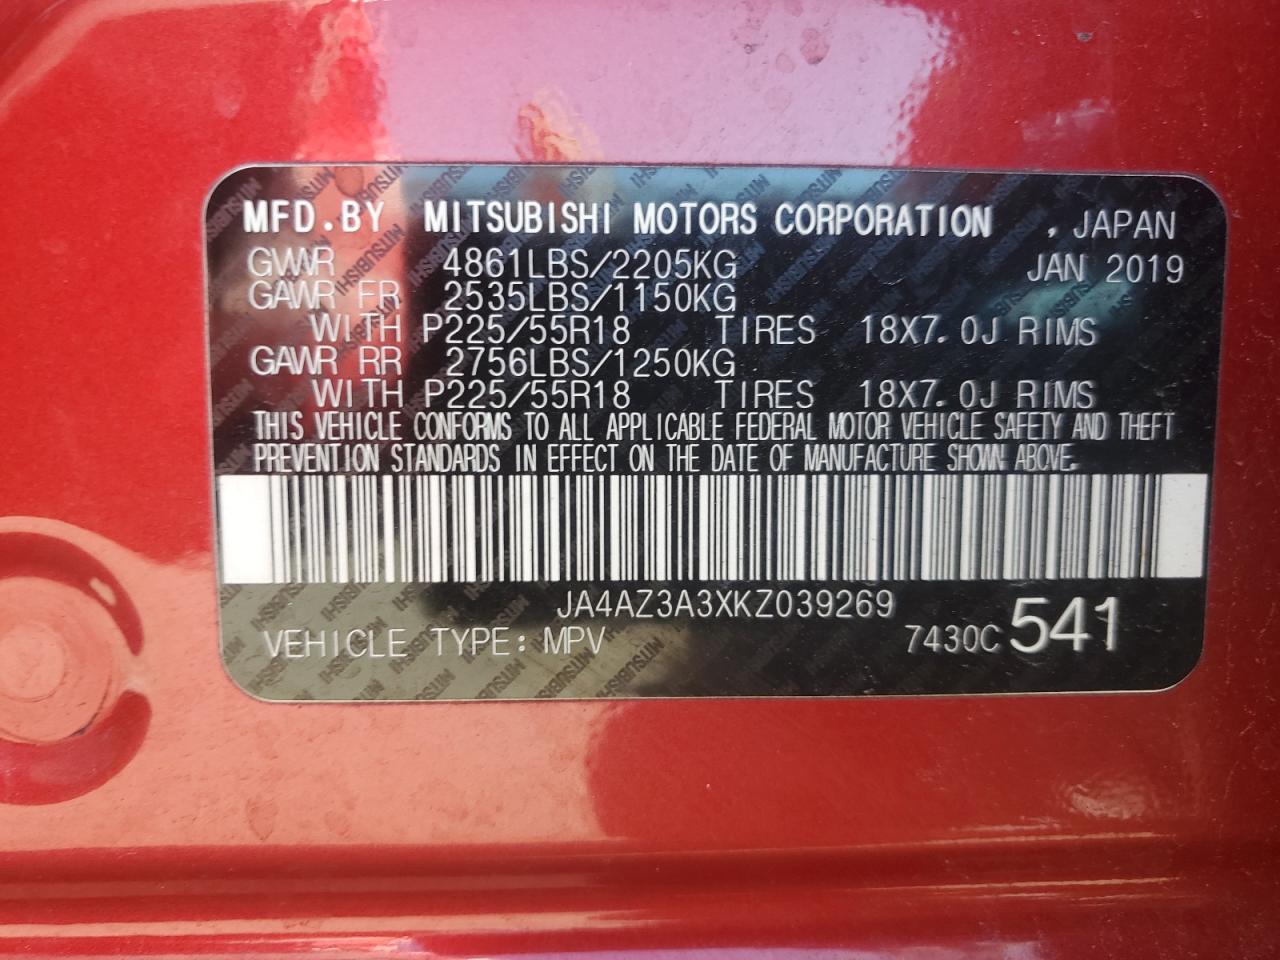 MFD.BY MITSUBISHI MOTORS CORPORATION , JAPAN
GVWR 4861LBS/2205KG JAN 2019
GAWR FR 2535LBS/1150KG
WITH P225/55R18 TIRES 18X7.0J RIMS
GAWR RR 2756LBS/1250KG
WITH P225/55R18 TIRES 18X7.0J RIMS
THIS VEHICLE CONFORMS TO ALL APPLICABLE FEDERAL MOTOR VEHICLE SAFETY AND THEFT
PREVENTION STANDARDS IN EFFECT ON THE DATE OF MANUFACTURE SHOWN ABOVE.
JA4AZ3A3XKZ039269
VEHICLE TYPE: MPV 7430C 541